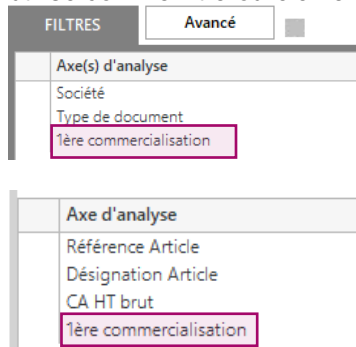 FILTRES Avancé
Axe(s) d'analyse
Société
Type de document
1ère commercialisation
Axe d'analyse
Référence Article
Désignation Article
CA HT brut
1ère commercialisation